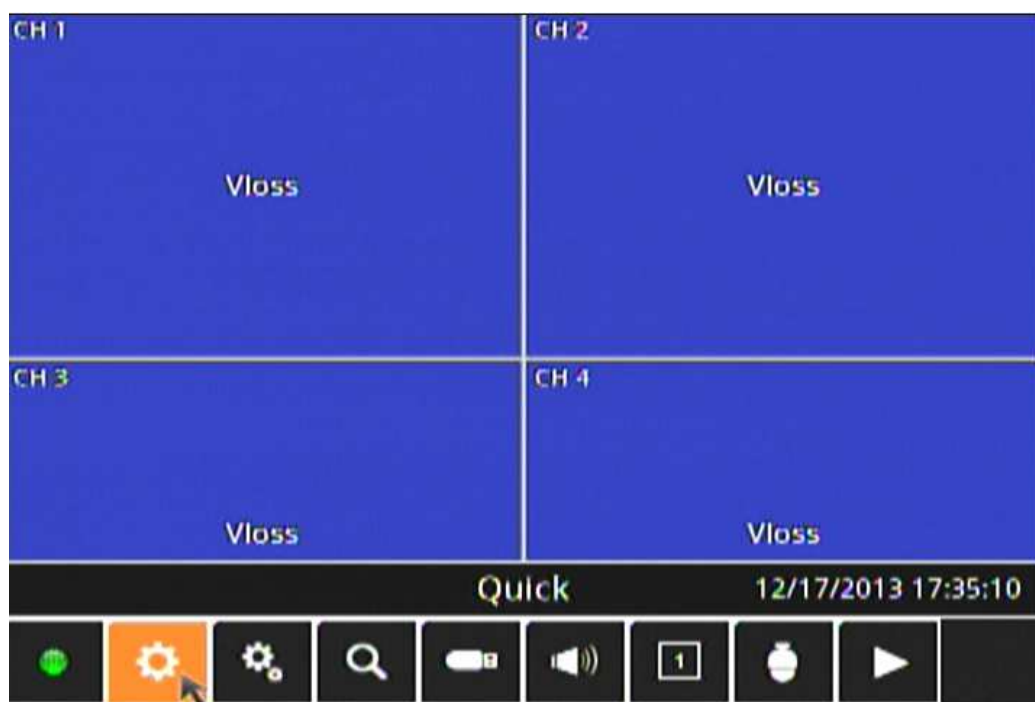 CH 1 CH 2
Vloss Vloss
CH 3 CH 4
Vloss Vloss
Quick 12/17/2013 17:35:10
1